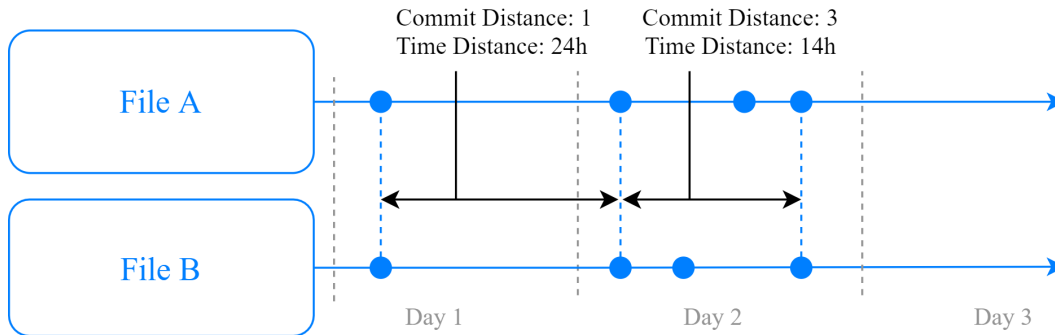 Commit Distance: 1
Time Distance: 24h
Commit Distance: 3
Time Distance: 14h
File A
File B
Day 1
Day 2
Day 3